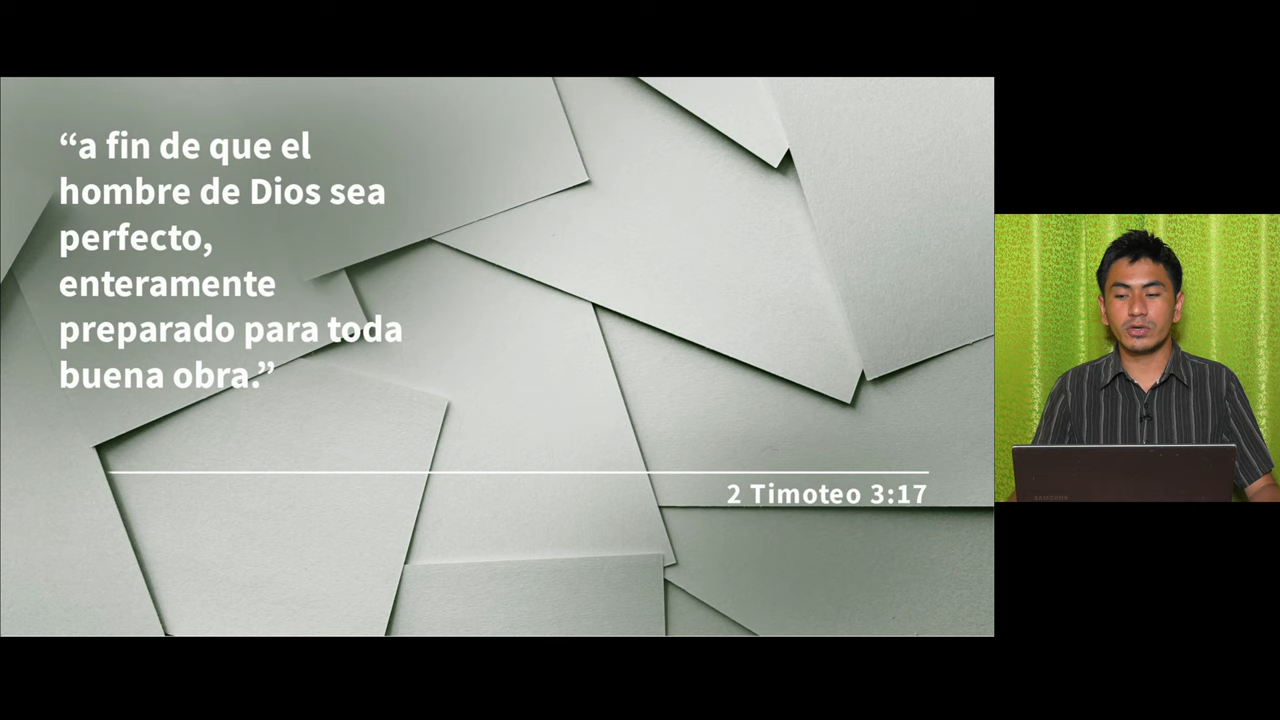 “a fin de que el
hombre de Dios sea
perfecto,
enteramente
preparado para toda
buena obra.”
2 Timoteo 3:17
SAMSUNG